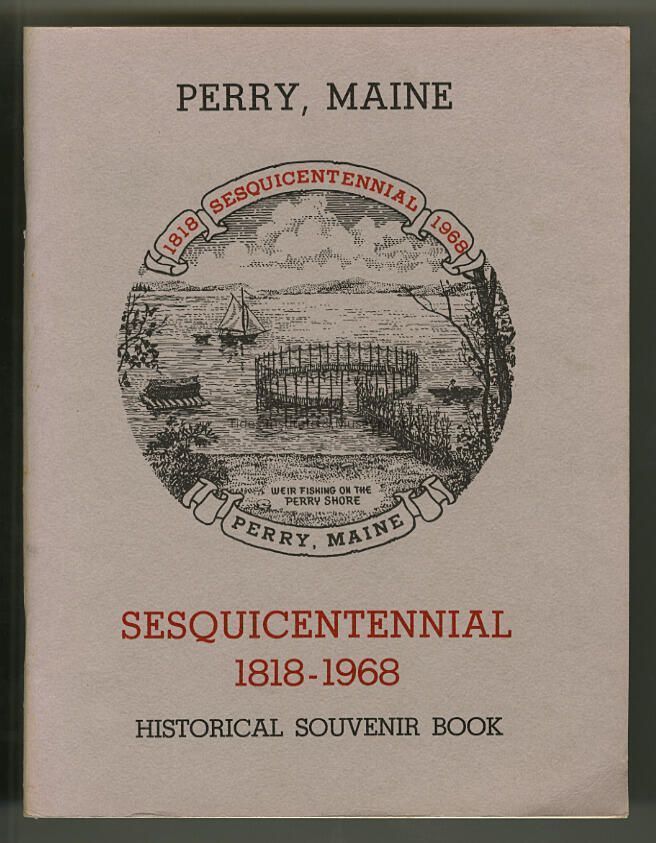 PERRY, MAINE
1818 SESQUICENTENNIAL 1968
WEIR FISHING ON THE
PERRY SHORE
PERRY, MAINE
SESQUICENTENNIAL
1818-1968
HISTORICAL SOUVENIR BOOK